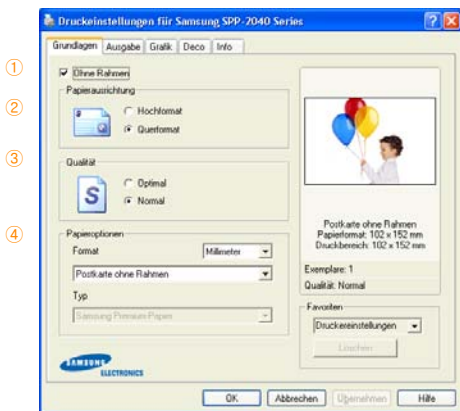 Druckeinstellungen für Samsung SPP-2040 Series
Grundlagen Ausgabe Grafik Deco Info
① Ohne Rahmen
Papierausrichtung
②
Hochformat
Querformat
③ Qualität
Optimal
S
Normal
④ Papieroptionen
Format Millimeter
Postkarte ohne Rahmen
Typ
Samsung Premium Paper
SAMSUNG
ELECTRONICS
Postkarte ohne Rahmen
Papierformat: 102 x 152 mm
Druckbereich: 102 x 152 mm
Exemplare: 1
Qualität: Normal
Favoriten
Druckereinstellungen
Löschen
OK Abbrechen Übernehmen Hilfe